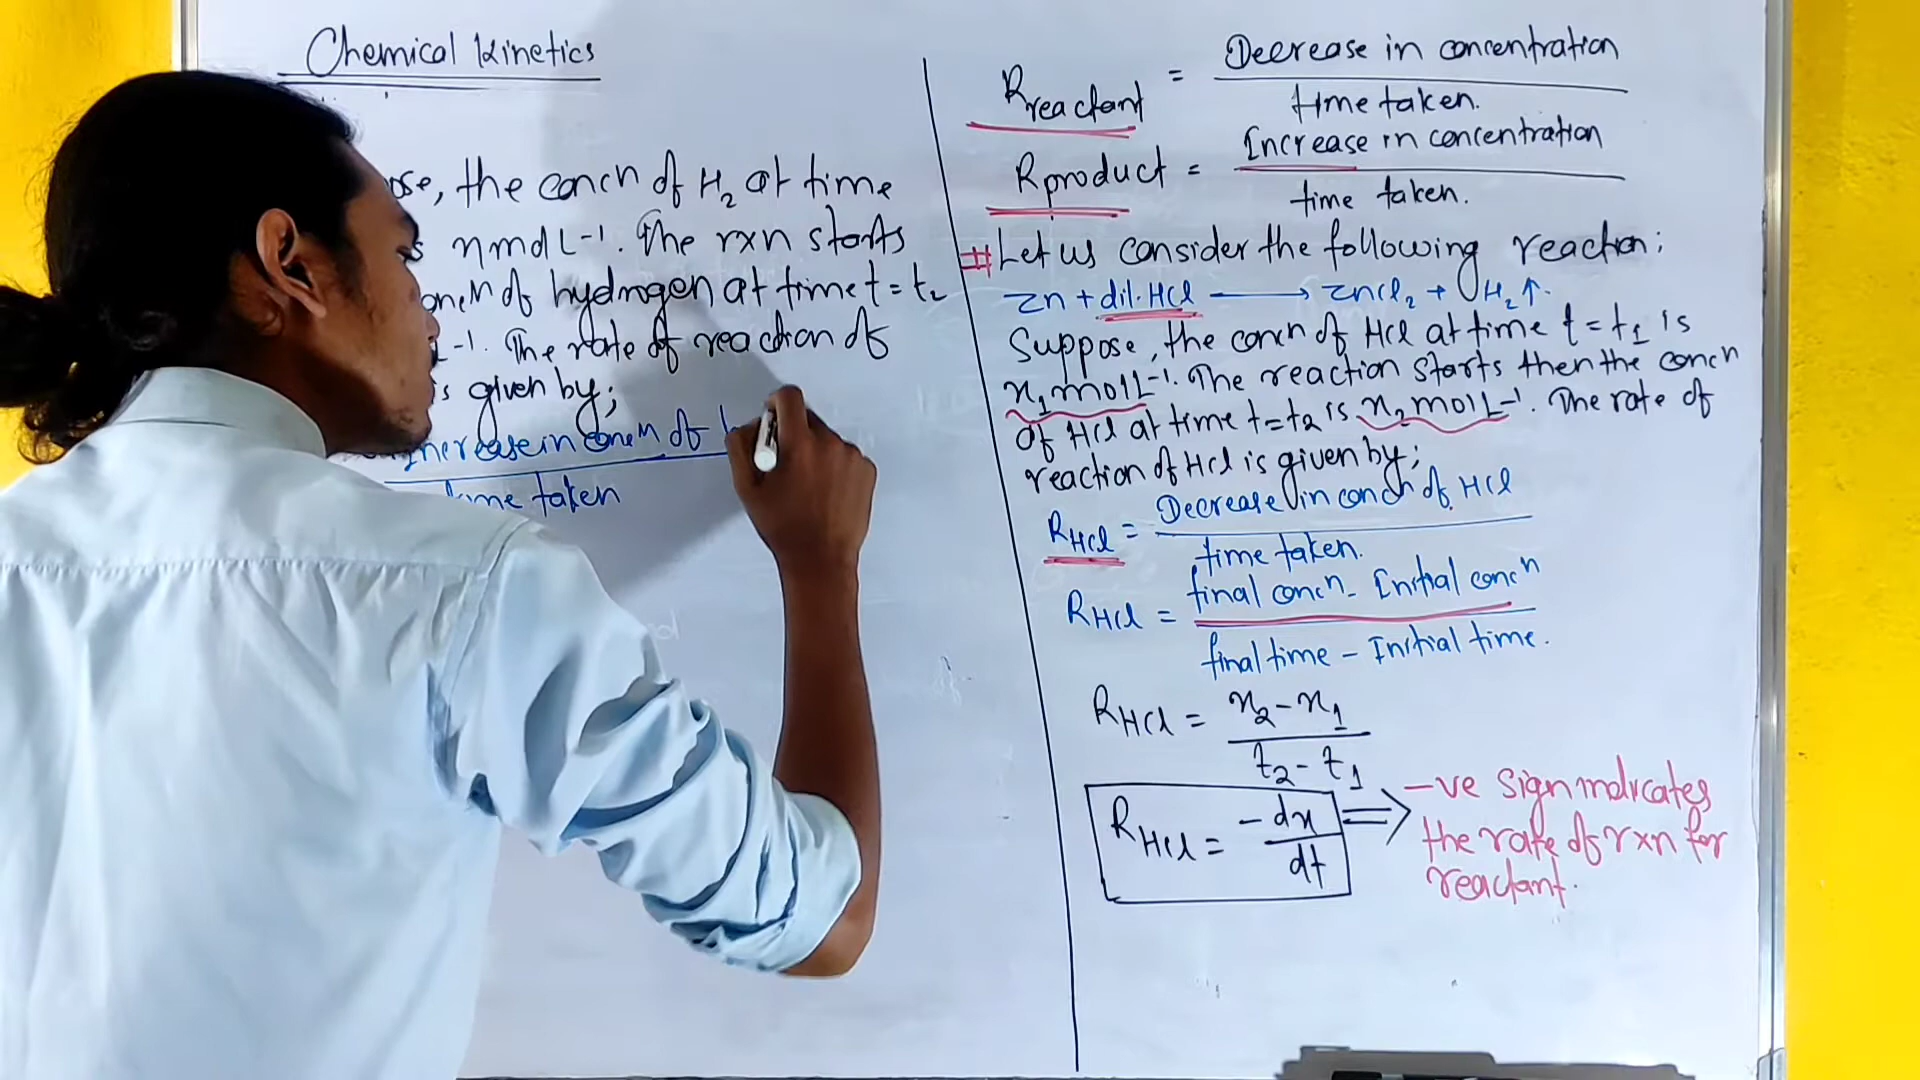 Chemical Kinetics
the concn of H2 at time
x mol L-1. The rxn starts
of hydrogen at time t = t2
L-1. The rate of reaction of
is given by;
Increase in concn of
time taken
Rreactant = Decrease in concentration
time taken.
Rproduct = Increase in concentration
time taken.
# Let us consider the following reaction:
Zn + dil. HCl → ZnCl2 + H2↑.
Suppose, the concn of HCl at time t = t1 is
x1 mol L-1. The reaction starts then the concn
of HCl at time t = t2 is x2 mol L-1. The rate of
reaction of HCl is given by;
RHCl = Decrease in concn of HCl
time taken.
RHCl = final concn - Initial concn
final time - Initial time.
RHCl = x2 - x1
t2 - t1
RHCl = -dx
dt
⇒ -ve sign indicates
the rate of rxn for
reactant.